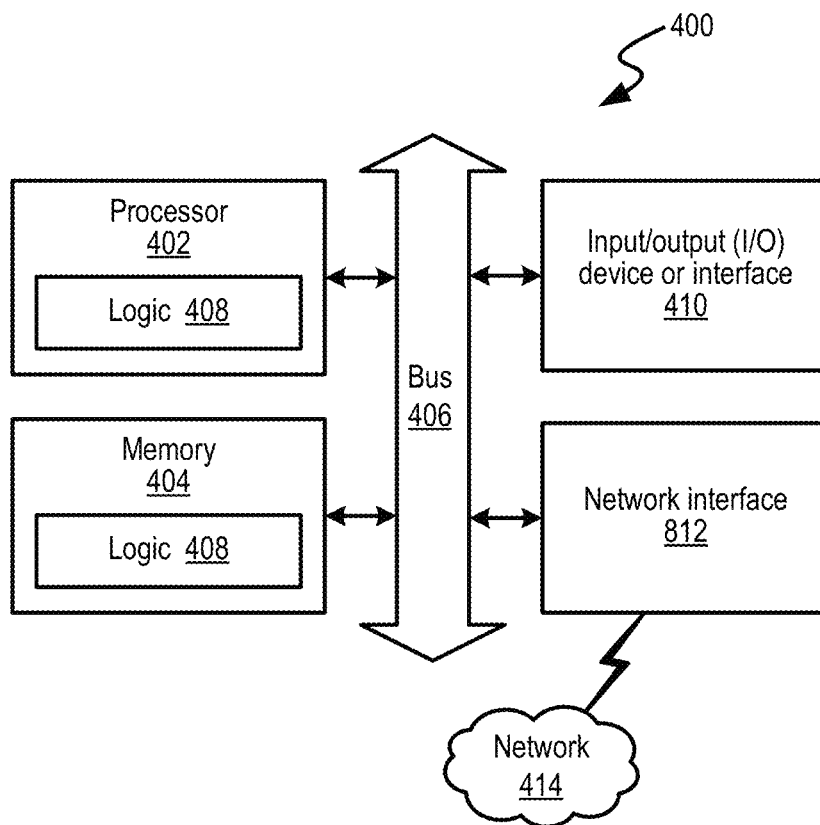 400
Processor
402
Logic 408
Memory
404
Logic 408
Bus
406
Input/output (I/O)
device or interface
410
Network interface
812
Network
414